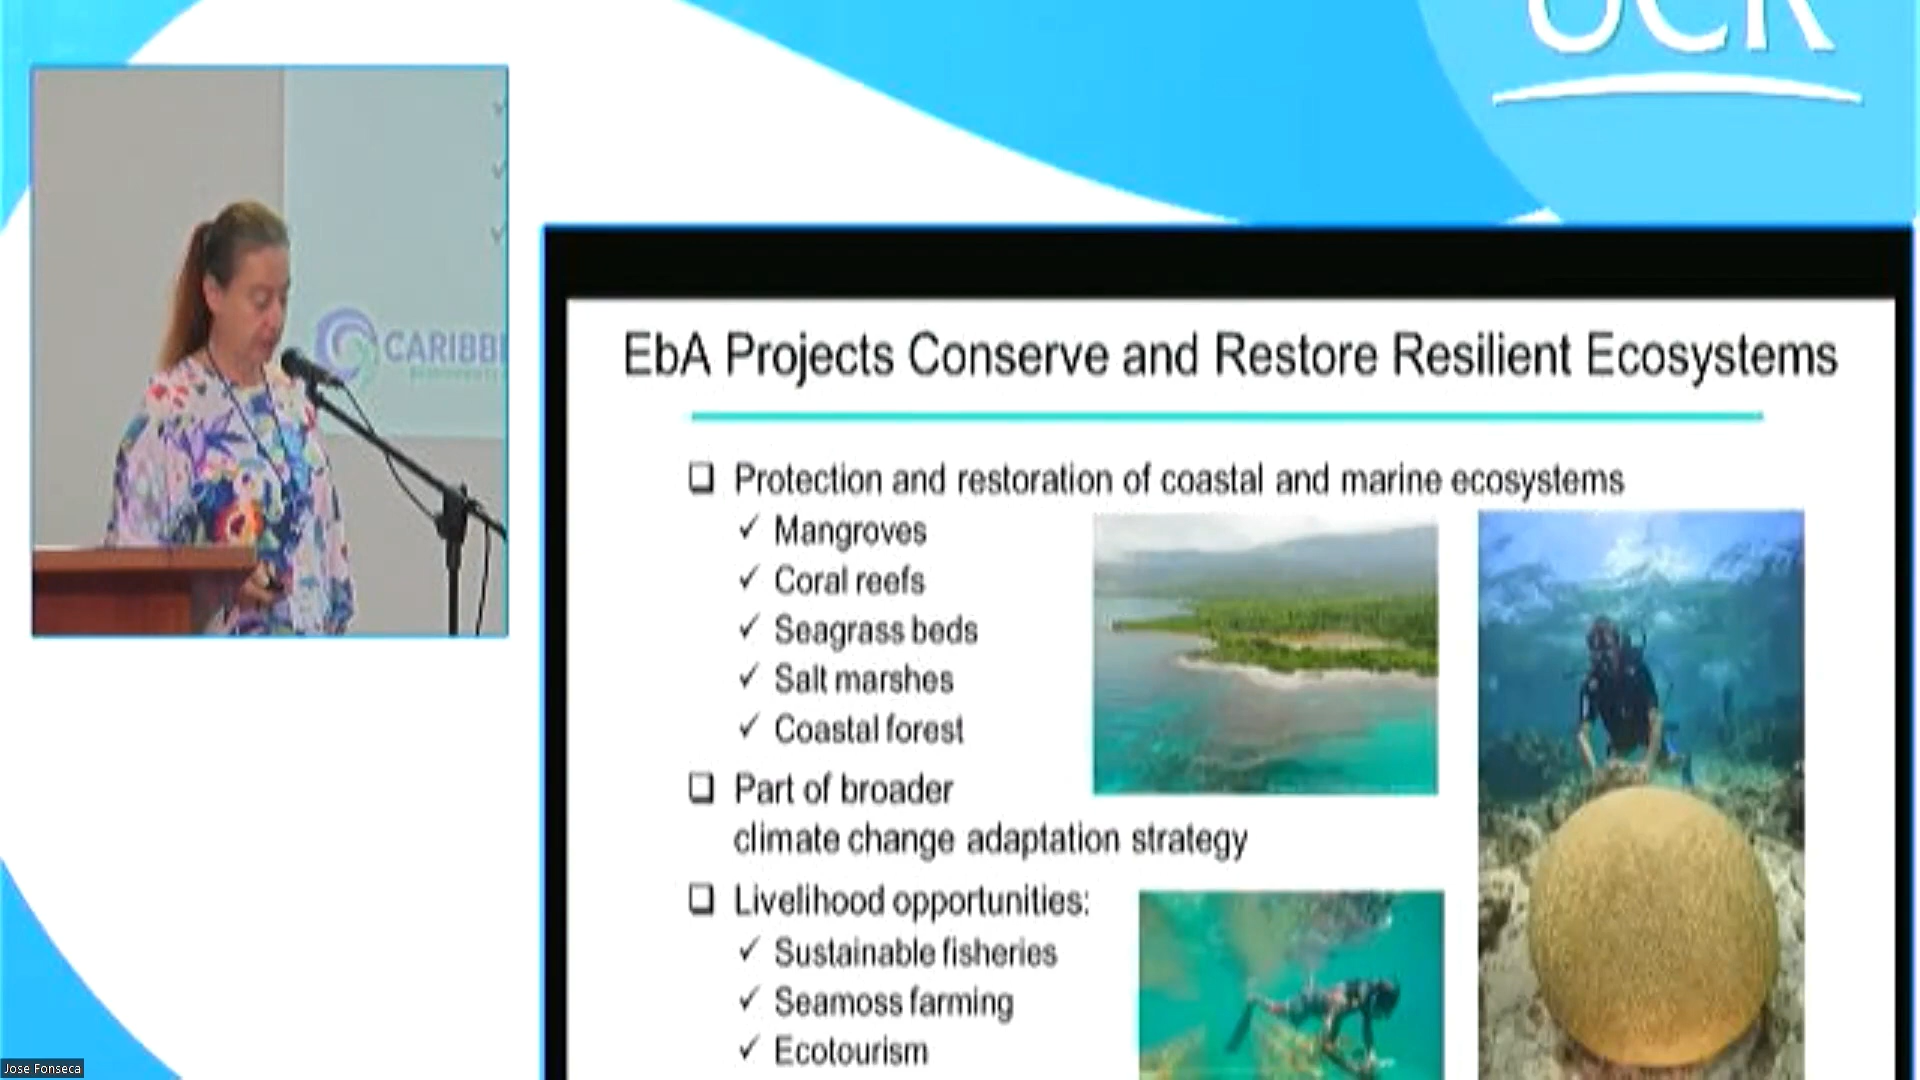 UCR
CARIBB
EbA Projects Conserve and Restore Resilient Ecosystems
❑ Protection and restoration of coastal and marine ecosystems
✓ Mangroves
✓ Coral reefs
✓ Seagrass beds
✓ Salt marshes
✓ Coastal forest
❑ Part of broader
climate change adaptation strategy
❑ Livelihood opportunities:
✓ Sustainable fisheries
✓ Seamoss farming
✓ Ecotourism
Jose Fonseca